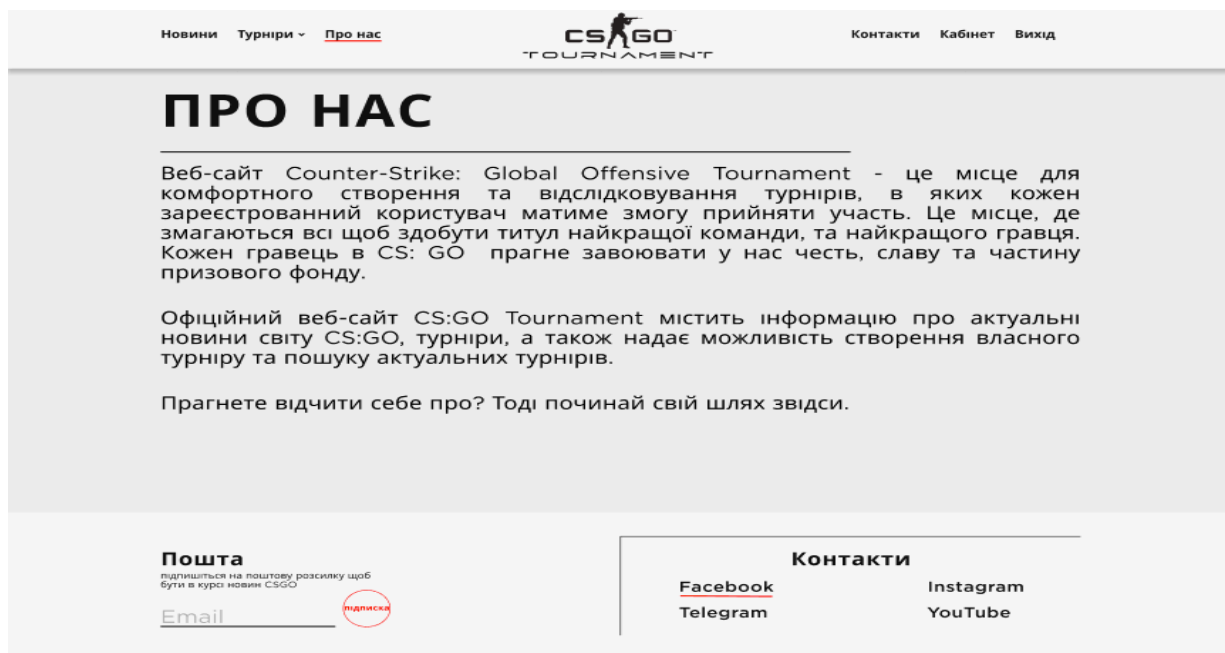 Новини Турніри Про нас CS GO Контакти Кабінет Вихід
TOURNAMENT
ПРО НАС
Веб-сайт Counter-Strike: Global Offensive Tournament - це місце для
комфортного створення та відслідковування турнірів, в яких кожен
зареєстрованний користувач матиме змогу прийняти участь. Це місце, де
змагаються всі щоб здобути титул найкращої команди, та найкращого гравця.
Кожен гравець в CS: GO прагне завоювати у нас честь, славу та частину
призового фонду.
Офіційний веб-сайт CS:GO Tournament містить інформацію про актуальні
новини світу CS:GO, турніри, а також надає можливість створення власного
турніру та пошуку актуальних турнірів.
Прагнете відчити себе про? Тоді починай свій шлях звідси.
Пошта
підпишіться на поштову розсилку щоб
бути в курсі новин CSGO
Email підписка
Контакти
Facebook Instagram
Telegram YouTube